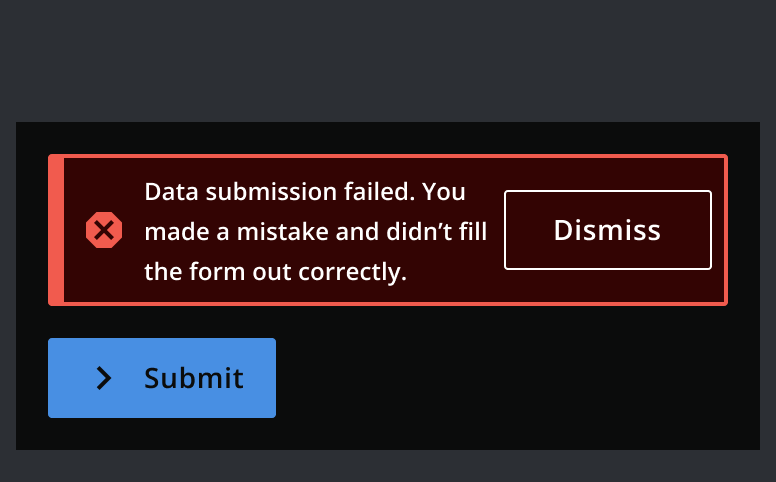 Data submission failed. You
made a mistake and didn’t fill
the form out correctly.
Dismiss
Submit